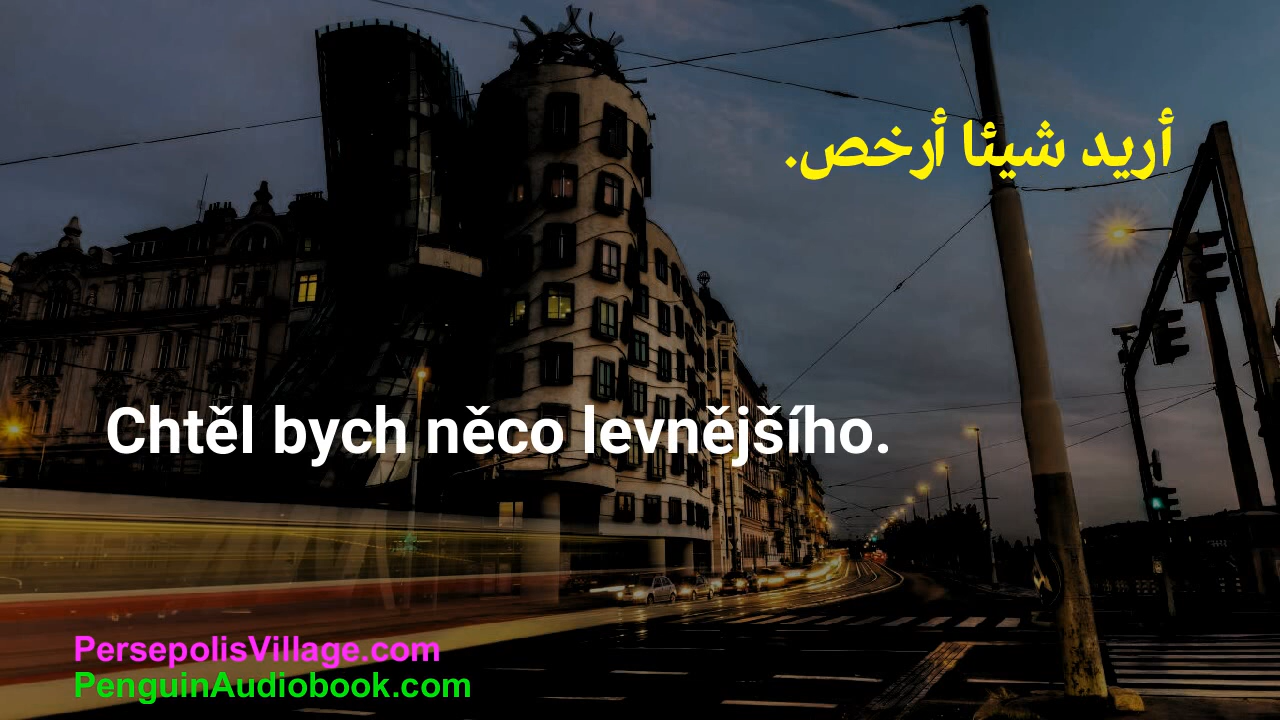 أريد شيئا أرخص.
Chtěl bych něco levnějšího.
PersepolisVillage.com
PenguinAudiobook.com